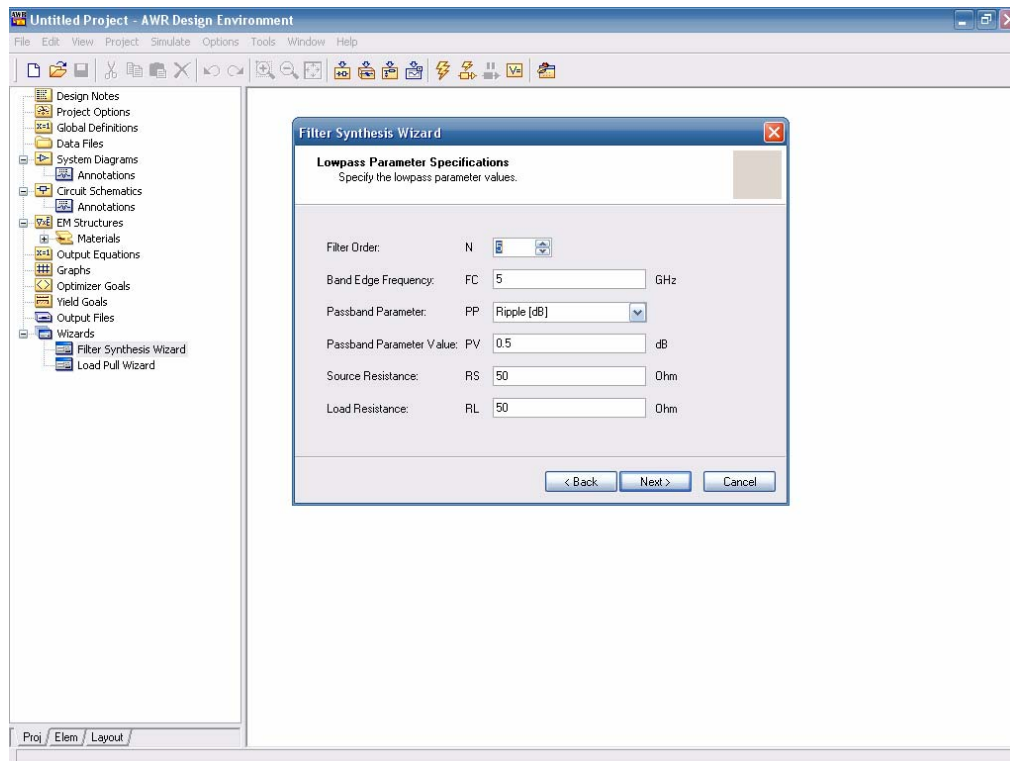 Untitled Project - AWR Design Environment
File Edit View Project Simulate Options Tools Window Help
Design Notes
Project Options
Global Definitions
Data Files
System Diagrams
Annotations
Circuit Schematics
Annotations
EM Structures
Materials
Output Equations
Graphs
Optimizer Goals
Yield Goals
Output Files
Wizards
Filter Synthesis Wizard
Load Pull Wizard
Proj Elem Layout
Filter Synthesis Wizard
Lowpass Parameter Specifications
Specify the lowpass parameter values.
Filter Order: N 5
Band Edge Frequency: FC 5 GHz
Passband Parameter: PP Ripple [dB]
Passband Parameter Value: PV 0.5 dB
Source Resistance: RS 50 Ohm
Load Resistance: RL 50 Ohm
< Back Next > Cancel